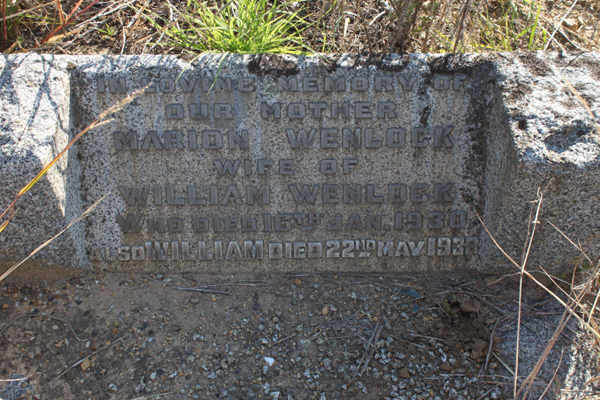 IN LOVING MEMORY OF
OUR MOTHER
MARION WENLOCK
WIFE OF
WILLIAM WENLOCK
WHO DIED 16TH JAN. 1930
ALSO WILLIAM DIED 22ND MAY